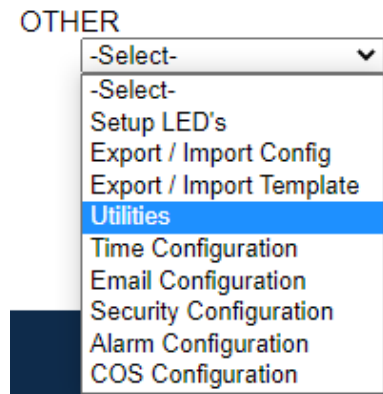 OTHER
-Select-
-Select-
Setup LED's
Export / Import Config
Export / Import Template
Utilities
Time Configuration
Email Configuration
Security Configuration
Alarm Configuration
COS Configuration